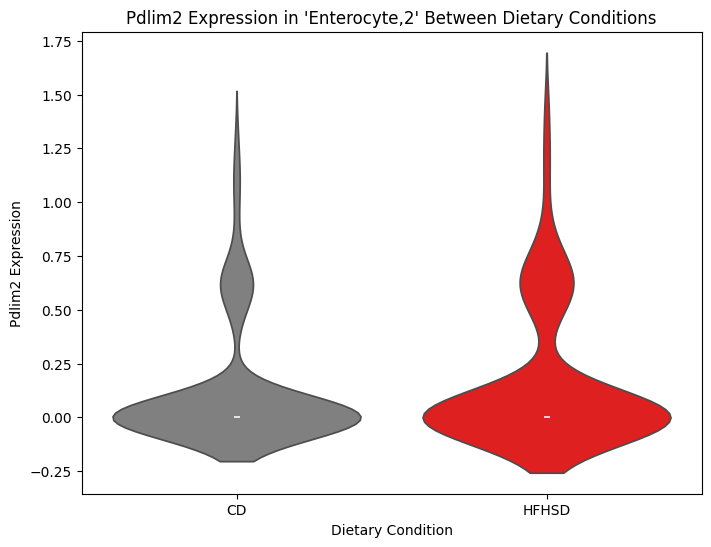 Pdlim2 Expression in 'Enterocyte,2' Between Dietary Conditions
1.75
1.50
1.25
1.00
0.75
0.50
0.25
0.00
−0.25
Pdlim2 Expression
CD
HFHSD
Dietary Condition